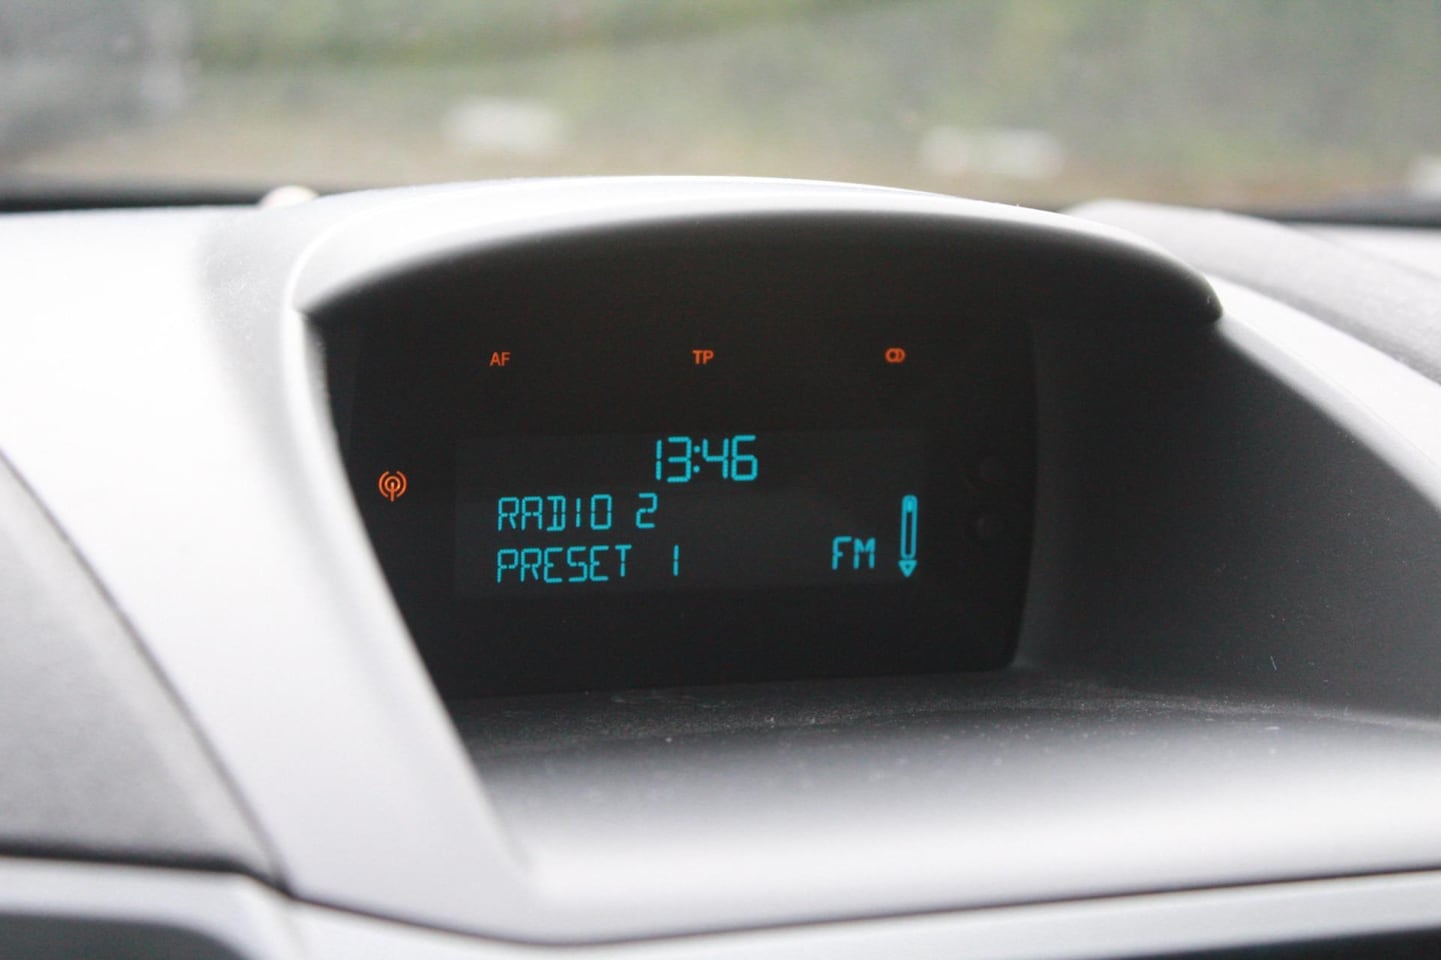 AF TP
13:46
RADIO 2
PRESET 1 FM